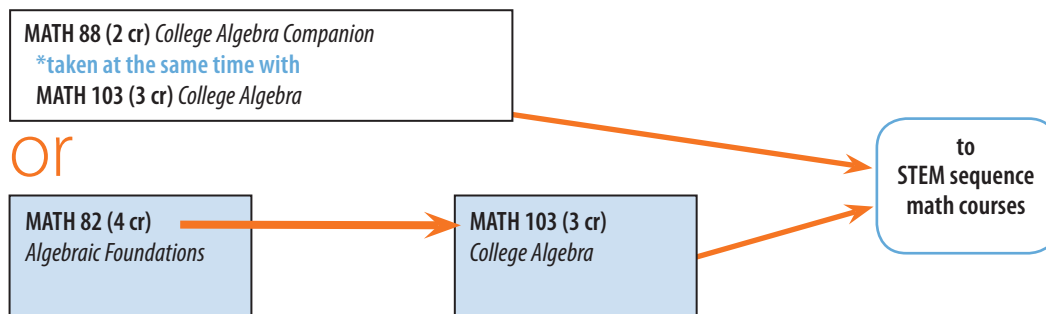 MATH 88 (2 cr) College Algebra Companion
*taken at the same time with
MATH 103 (3 cr) College Algebra
or
MATH 82 (4 cr)
Algebraic Foundations
MATH 103 (3 cr)
College Algebra
to
STEM sequence
math courses